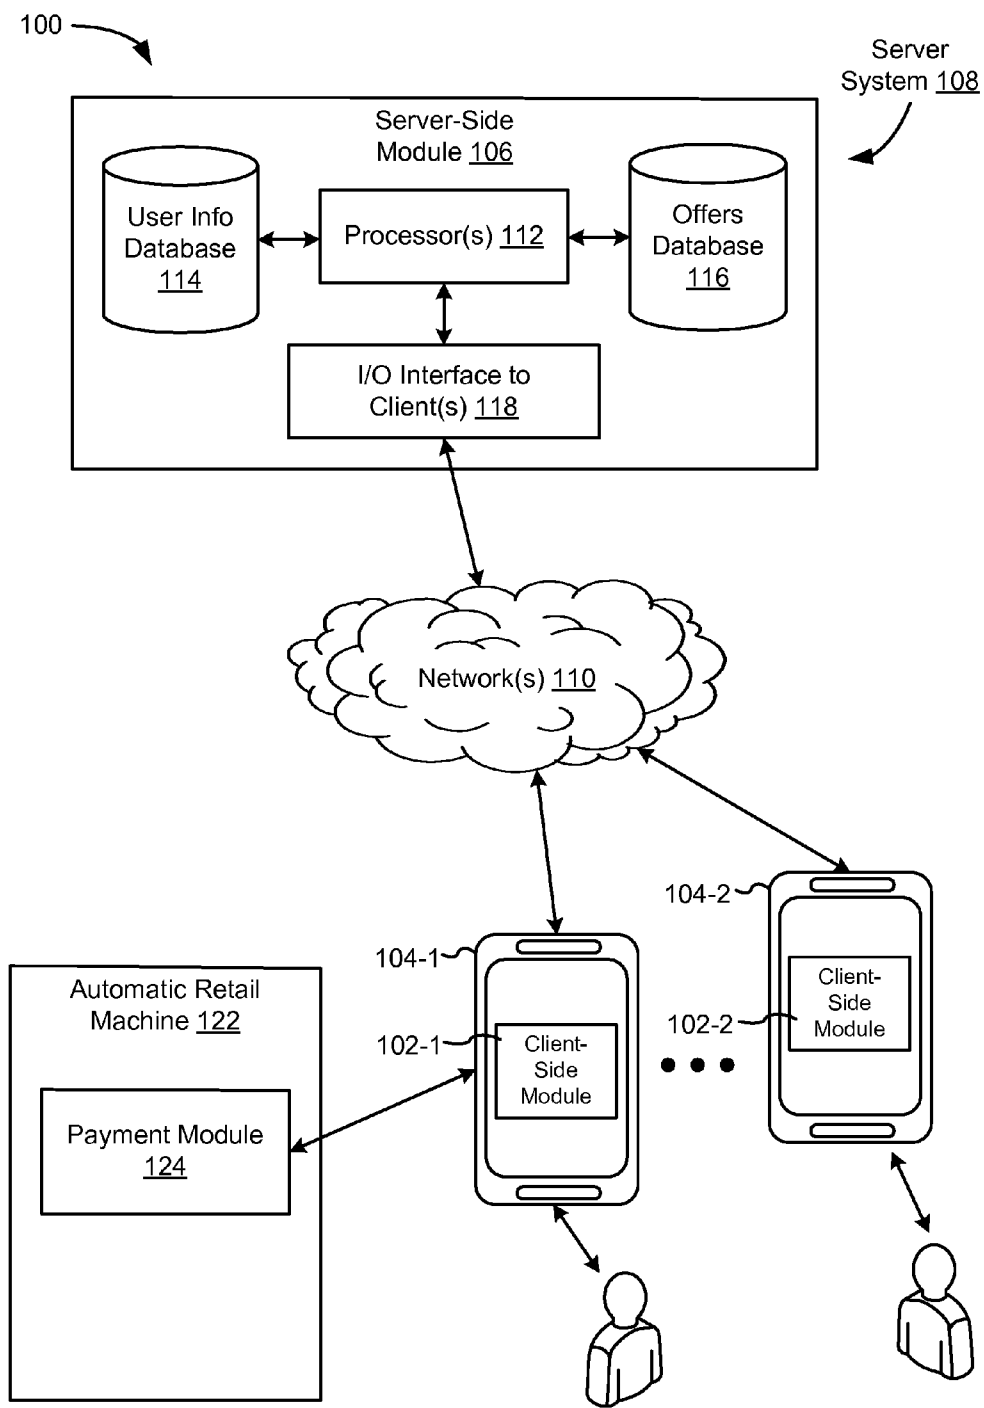 100
Server
System 108
Server-Side
Module 106
User Info
Database
114
Processor(s) 112
Offers
Database
116
I/O Interface to
Client(s) 118
Network(s) 110
104-2
Client-
Side
Module
102-2
104-1
Client-
Side
Module
102-1
Automatic Retail
Machine 122
Payment Module
124